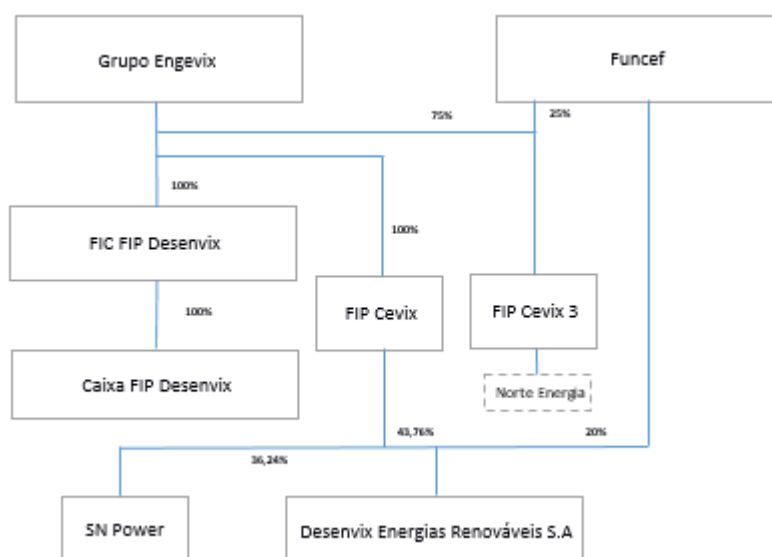 Grupo Engevix
Funcef
75%
25%
100%
FIC FIP Desenvix
100%
FIP Cevix
FIP Cevix 3
100%
Caixa FIP Desenvix
Norte Energia
43,76%
20%
36,24%
SN Power
Desenvix Energias Renováveis S.A